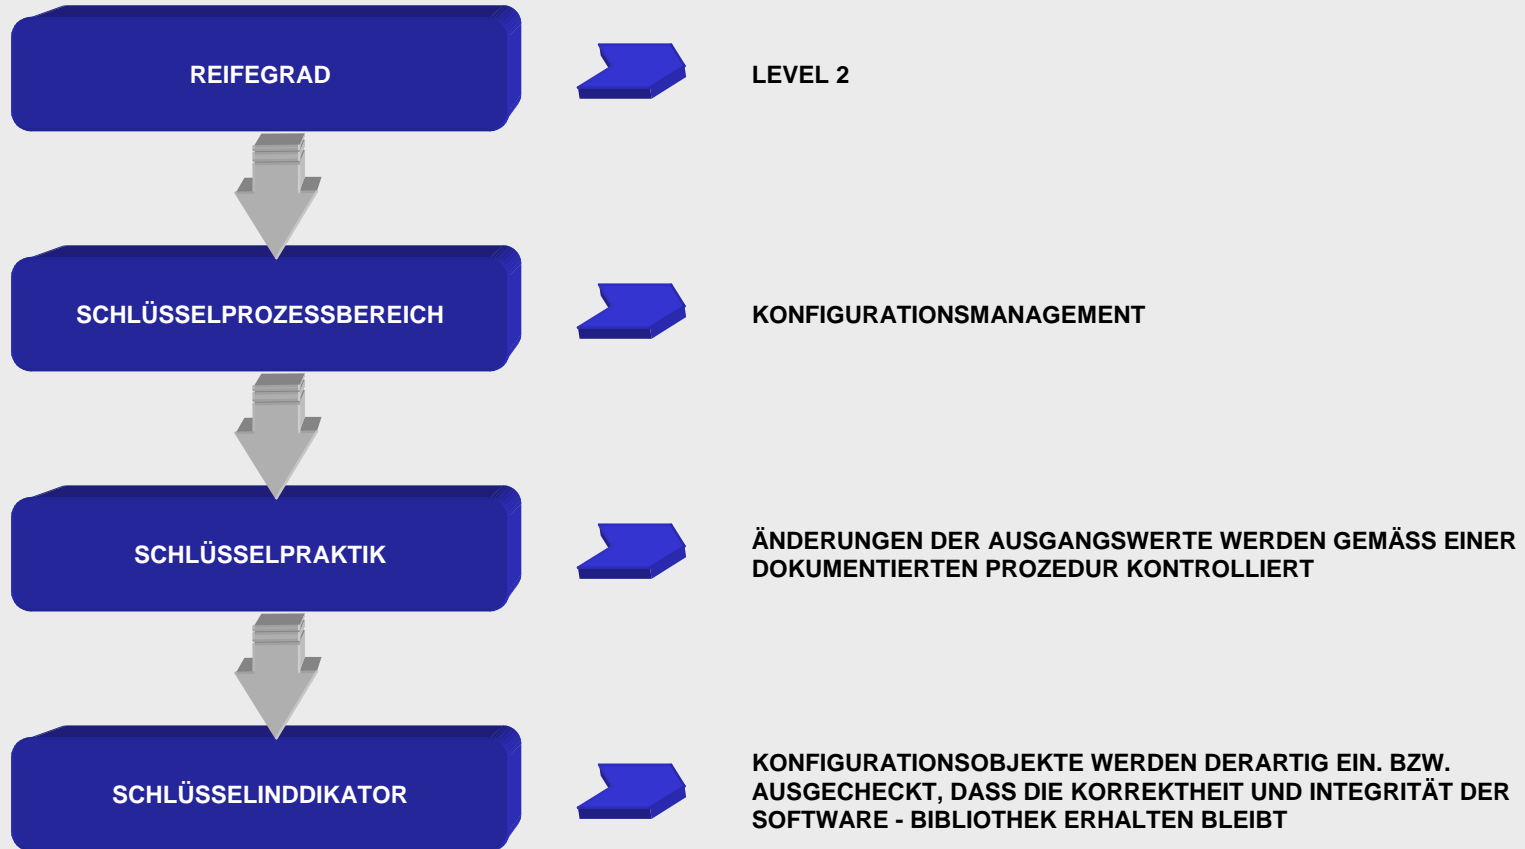 REIFEGRAD
LEVEL 2
SCHLÜSSELPROZESSBEREICH
KONFIGURATIONSMANAGEMENT
SCHLÜSSELPRAKTIK
ÄNDERUNGEN DER AUSGANGSWERTE WERDEN GEMÄSS EINER
DOKUMENTIERTEN PROZEDUR KONTROLLIERT
SCHLÜSSELINDDIKATOR
KONFIGURATIONSOBJEKTE WERDEN DERARTIG EIN. BZW.
AUSGECHECKT, DASS DIE KORREKTHEIT UND INTEGRITÄT DER
SOFTWARE - BIBLIOTHEK ERHALTEN BLEIBT